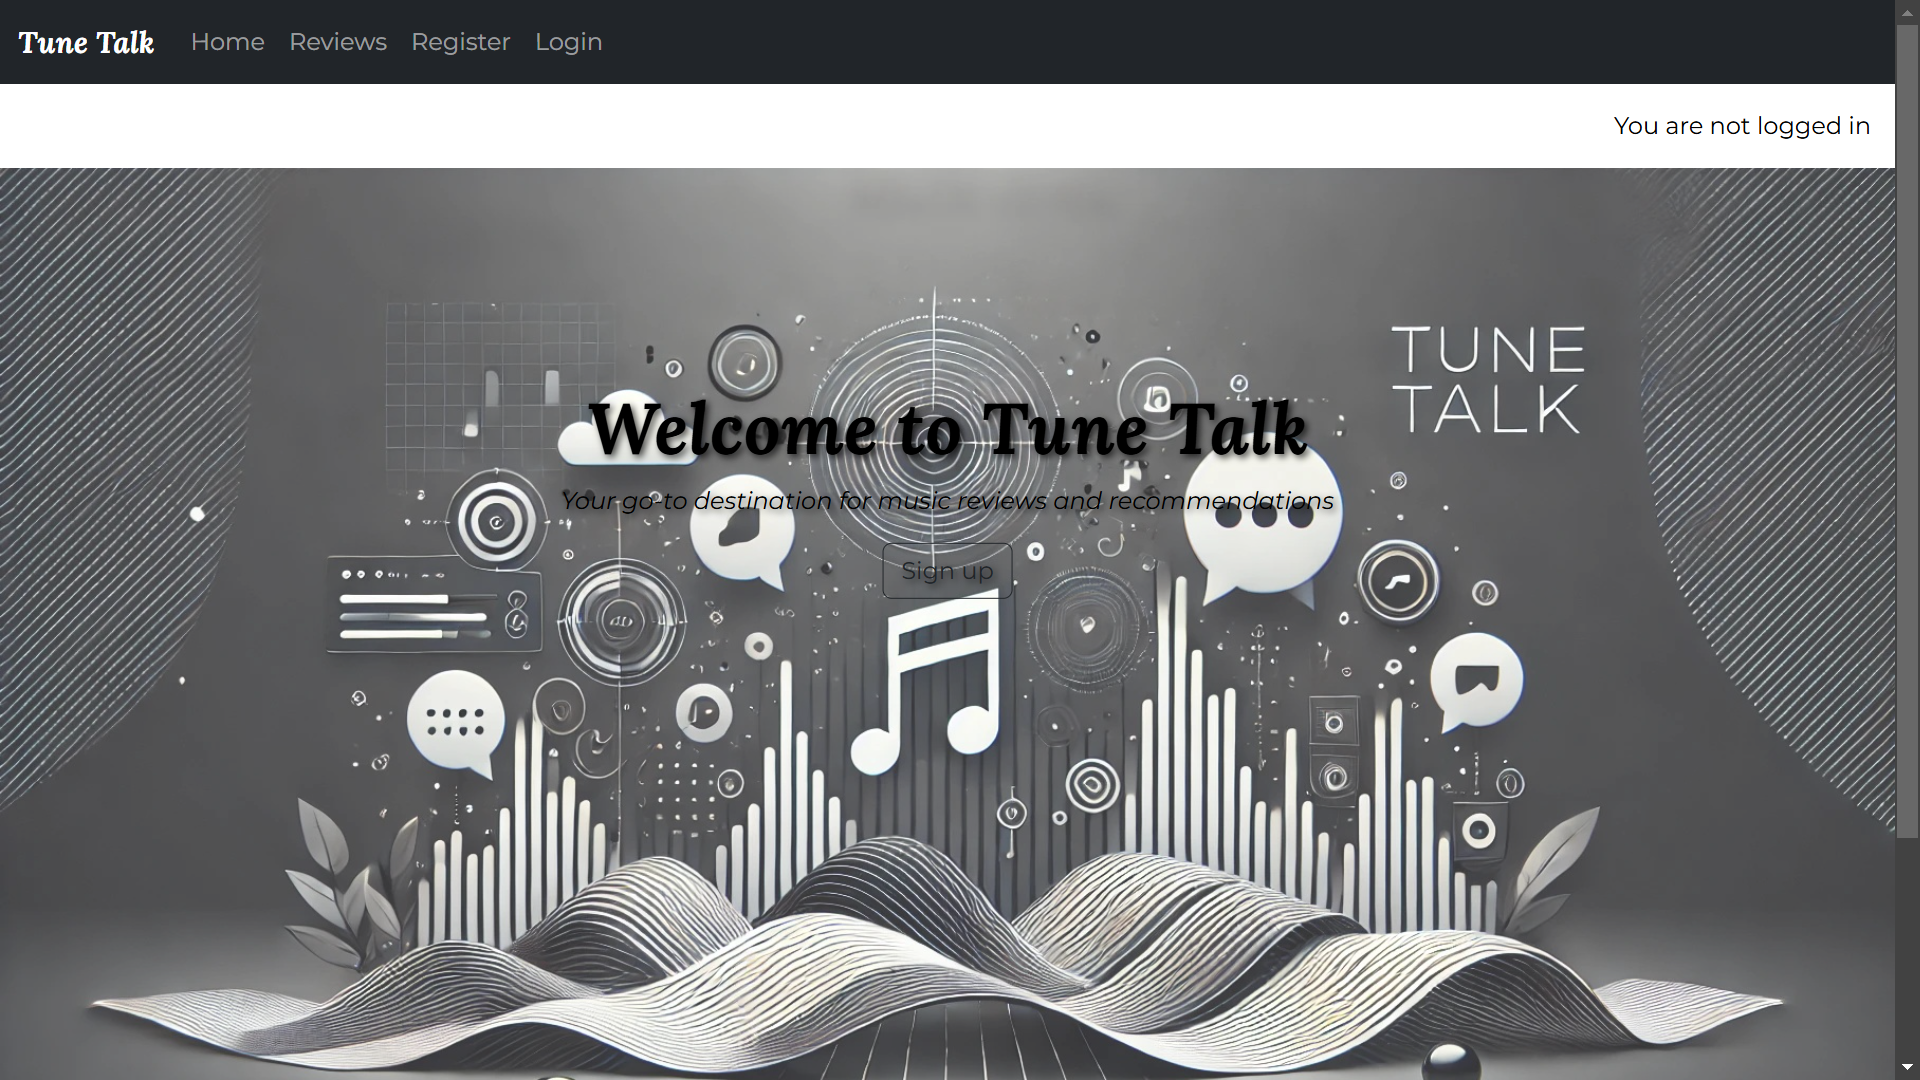 Tune Talk Home Reviews Register Login
You are not logged in
TUNE
TALK
Welcome to Tune Talk
Your go-to destination for music reviews and recommendations
Sign up